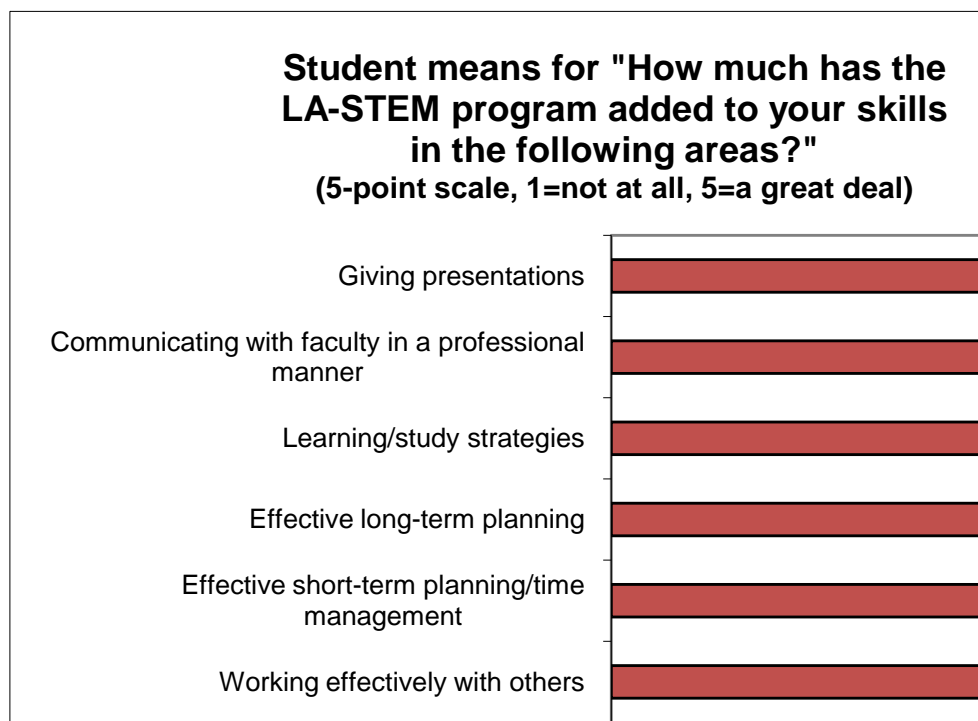 Student means for "How much has the
LA-STEM program added to your skills
in the following areas?"
(5-point scale, 1=not at all, 5=a great deal)
Giving presentations
Communicating with faculty in a professional
manner
Learning/study strategies
Effective long-term planning
Effective short-term planning/time
management
Working effectively with others